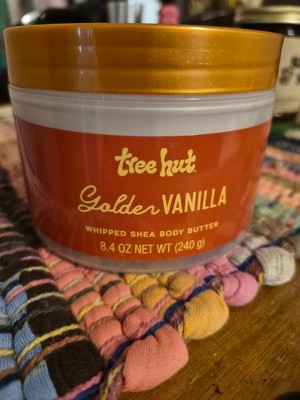 tree hut
Golden VANILLA
WHIPPED SHEA BODY BUTTER
8.4 OZ NET WT (240 g)